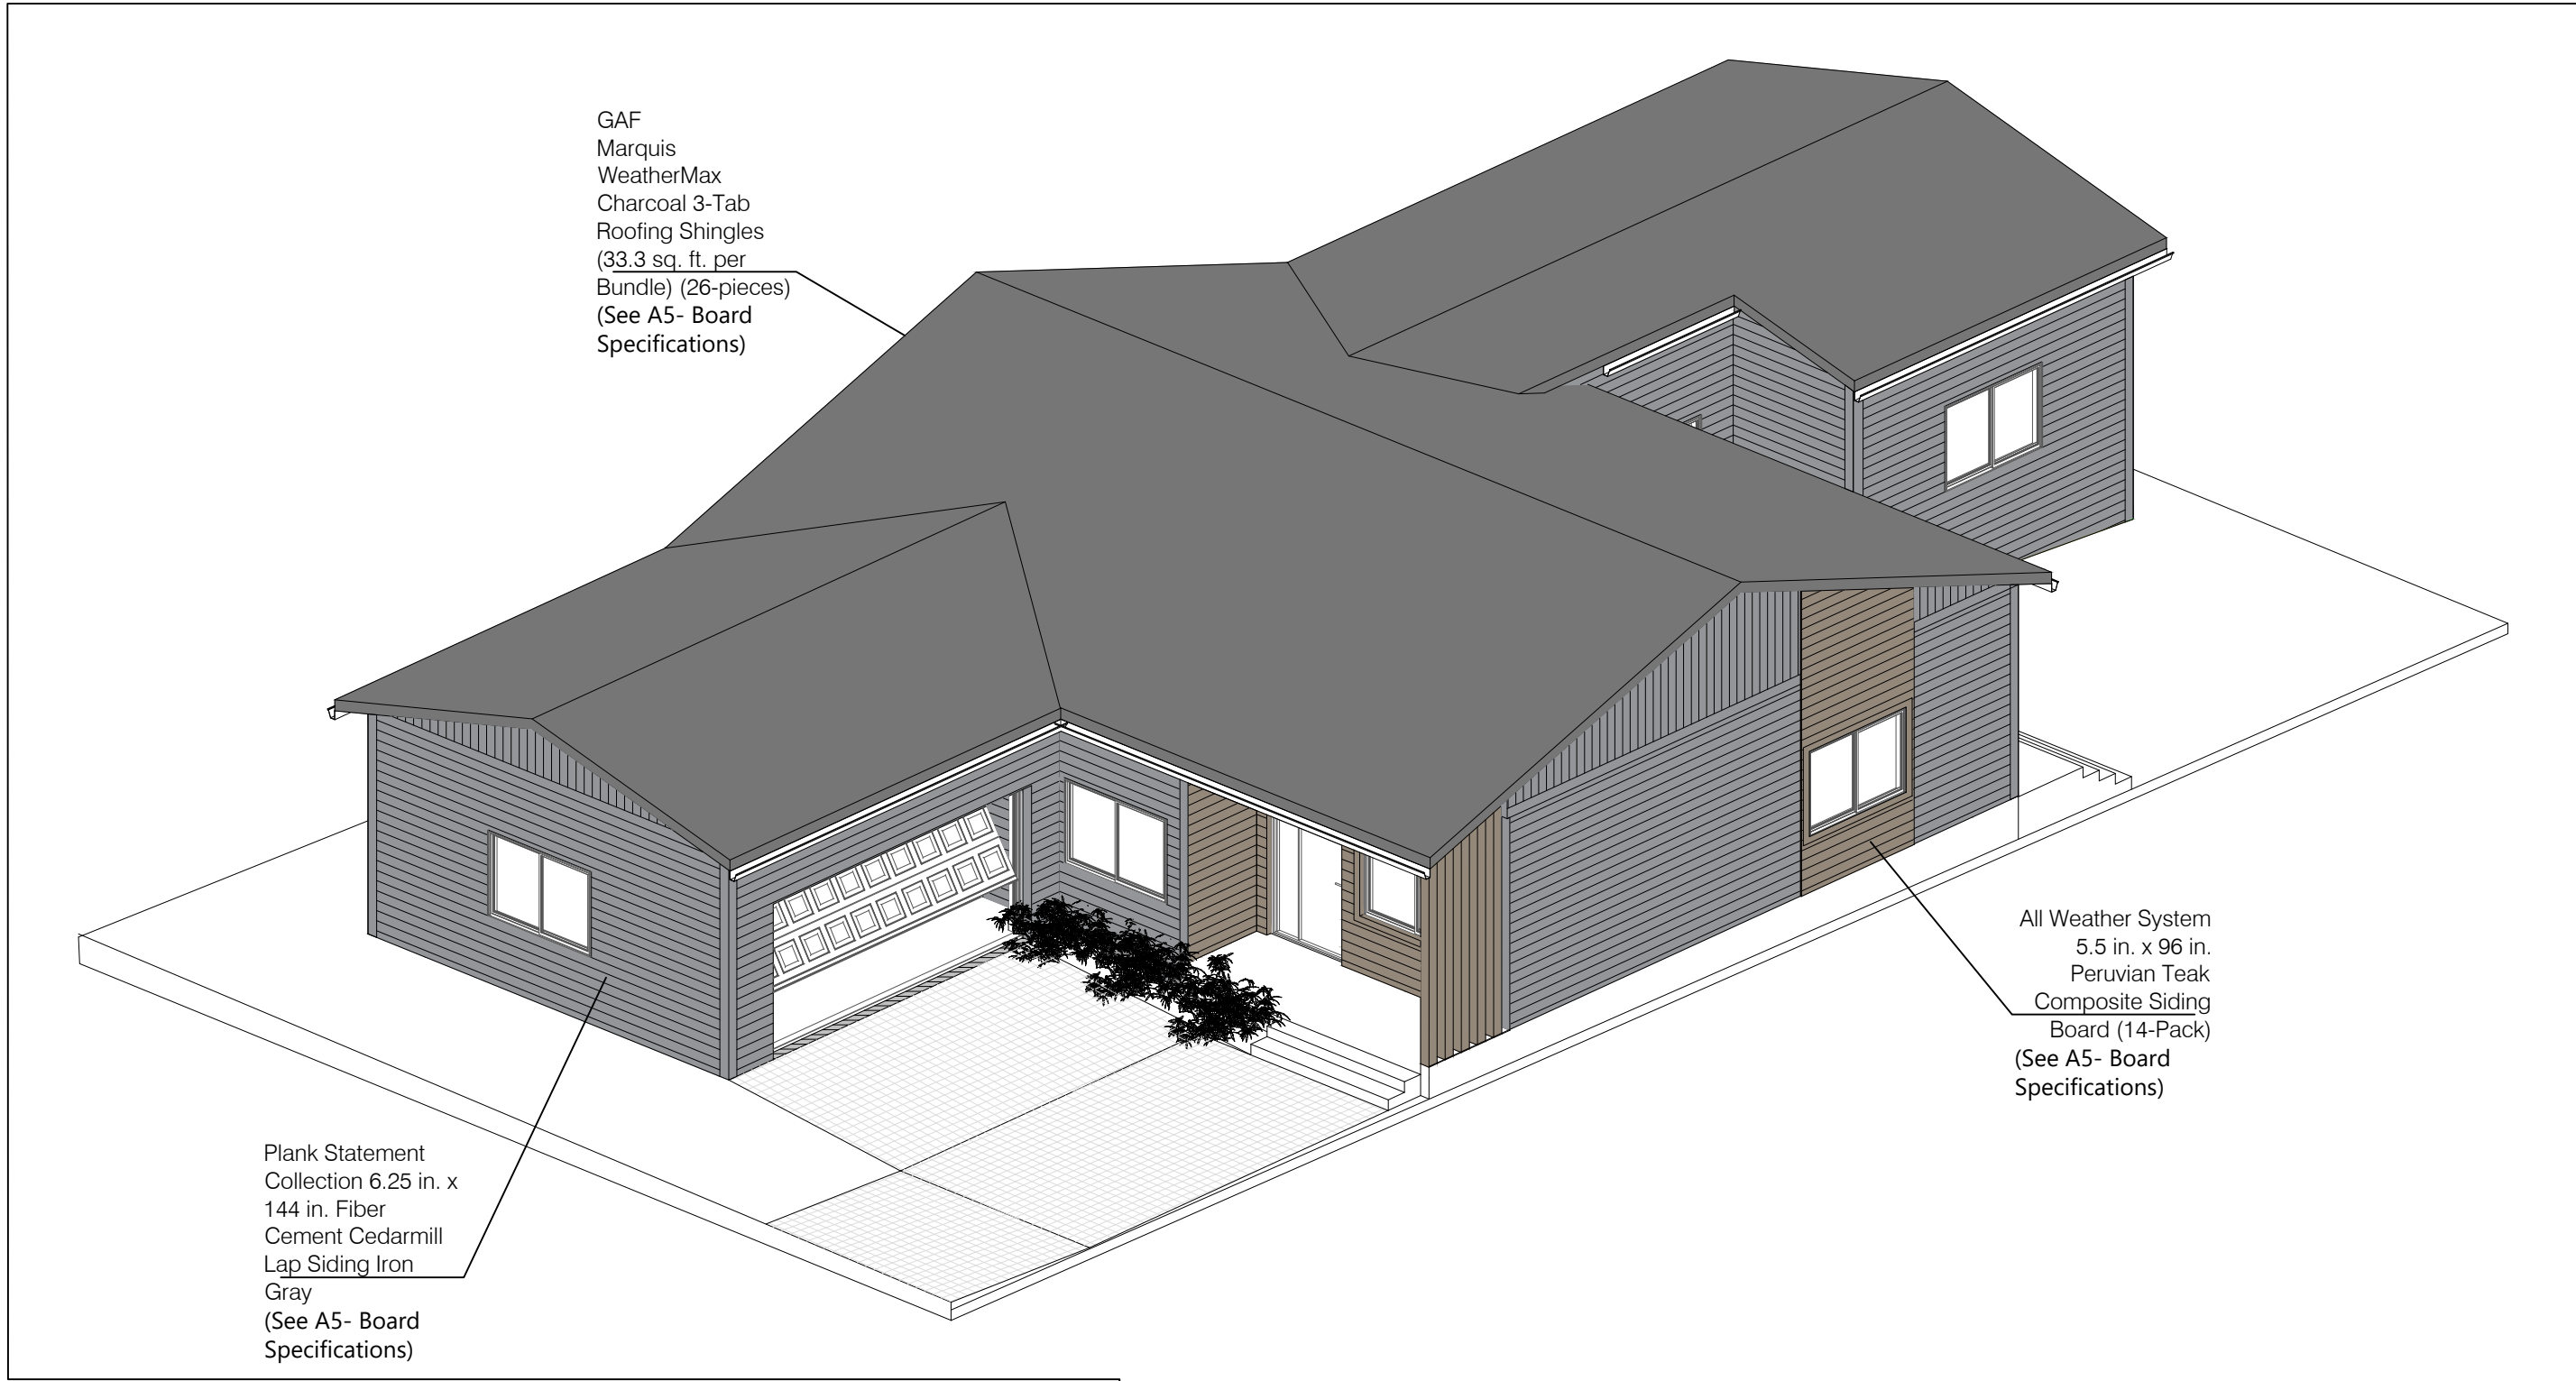 GAF
Marquis
WeatherMax
Charcoal 3-Tab
Roofing Shingles
(33.3 sq. ft. per
Bundle) (26-pieces)
(See A5- Board
Specifications)
All Weather System
5.5 in. x 96 in.
Peruvian Teak
Composite Siding
Board (14-Pack)
(See A5- Board
Specifications)
Plank Statement
Collection 6.25 in. x
144 in. Fiber
Cement Cedarmill
Lap Siding Iron
Gray
(See A5- Board
Specifications)